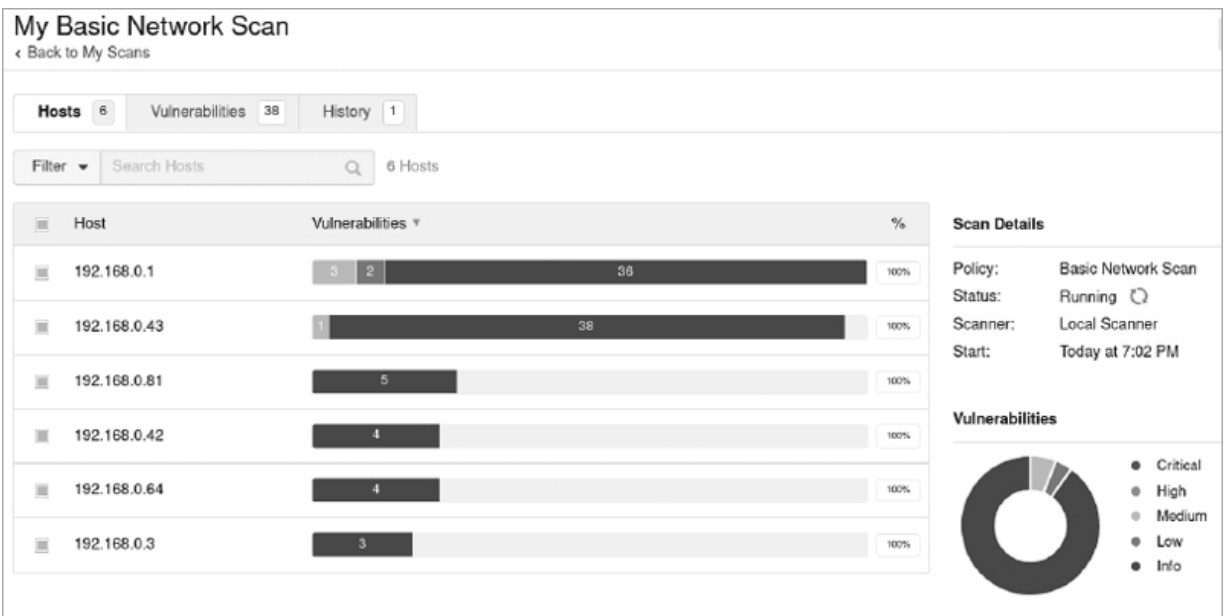 My Basic Network Scan
‹ Back to My Scans
Hosts 6 Vulnerabilities 38 History 1
Filter Search Hosts 6 Hosts
Host Vulnerabilities %
192.168.0.1 3 2 36 100%
192.168.0.43 1 38 100%
192.168.0.81 5 100%
192.168.0.42 4 100%
192.168.0.64 4 100%
192.168.0.3 3 100%
Scan Details
Policy: Basic Network Scan
Status: Running
Scanner: Local Scanner
Start: Today at 7:02 PM
Vulnerabilities
Critical
High
Medium
Low
Info